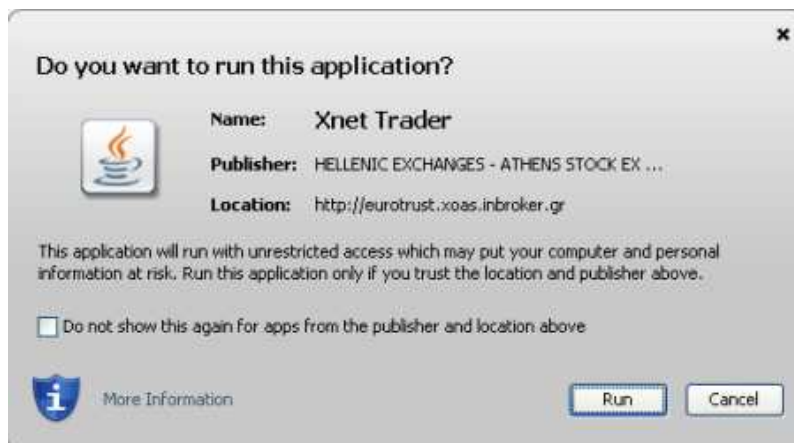 Do you want to run this application?
Name: Xnet Trader
Publisher: HELLENIC EXCHANGES - ATHENS STOCK EX ...
Location: http://eurotrust.xoas.inbroker.gr
This application will run with unrestricted access which may put your computer and personal
information at risk. Run this application only if you trust the location and publisher above.
Do not show this again for apps from the publisher and location above
More Information Run Cancel